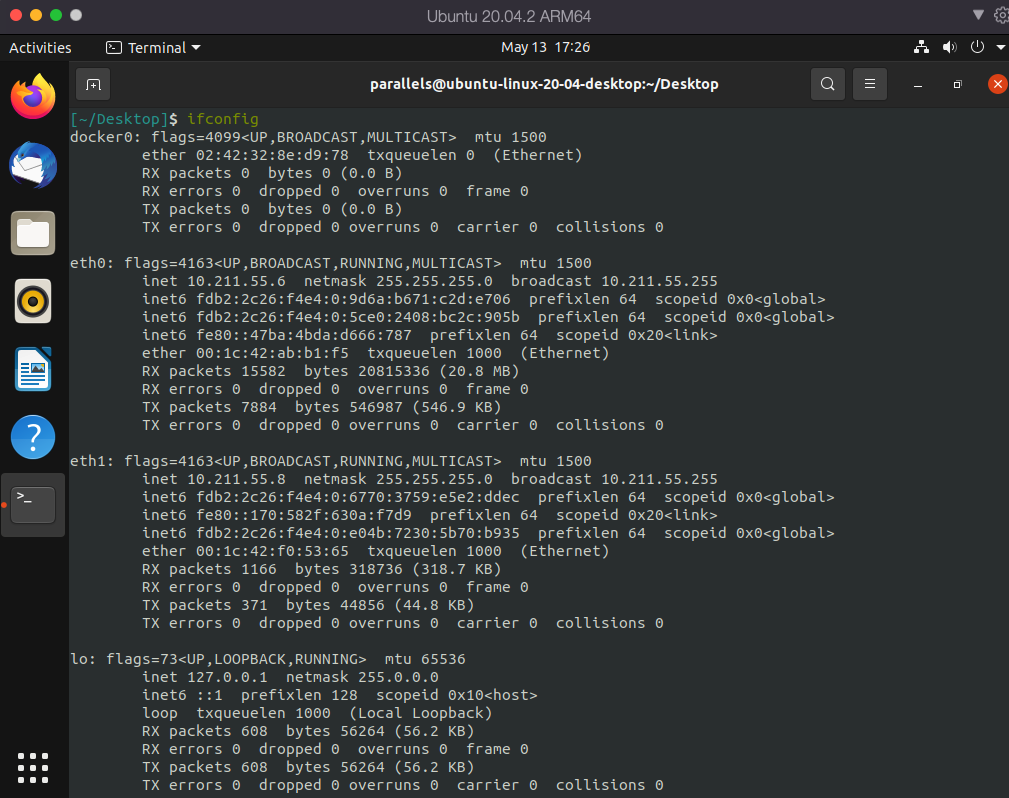 Ubuntu 20.04.2 ARM64
Activities Terminal May 13 17:26
parallels@ubuntu-linux-20-04-desktop:~/Desktop
[~/Desktop]$ ifconfig
docker0: flags=4099<UP,BROADCAST,MULTICAST>  mtu 1500
        ether 02:42:32:8e:d9:78  txqueuelen 0  (Ethernet)
        RX packets 0  bytes 0 (0.0 B)
        RX errors 0  dropped 0  overruns 0  frame 0
        TX packets 0  bytes 0 (0.0 B)
        TX errors 0  dropped 0 overruns 0  carrier 0  collisions 0

eth0: flags=4163<UP,BROADCAST,RUNNING,MULTICAST>  mtu 1500
        inet 10.211.55.6  netmask 255.255.255.0  broadcast 10.211.55.255
        inet6 fdb2:2c26:f4e4:0:9d6a:b671:c2d:e706  prefixlen 64  scopeid 0x0<global>
        inet6 fdb2:2c26:f4e4:0:5ce0:2408:bc2c:905b  prefixlen 64  scopeid 0x0<global>
        inet6 fe80::47ba:4bda:d666:787  prefixlen 64  scopeid 0x20<link>
        ether 00:1c:42:ab:b1:f5  txqueuelen 1000  (Ethernet)
        RX packets 15582  bytes 20815336 (20.8 MB)
        RX errors 0  dropped 0  overruns 0  frame 0
        TX packets 7884  bytes 546987 (546.9 KB)
        TX errors 0  dropped 0 overruns 0  carrier 0  collisions 0

eth1: flags=4163<UP,BROADCAST,RUNNING,MULTICAST>  mtu 1500
        inet 10.211.55.8  netmask 255.255.255.0  broadcast 10.211.55.255
        inet6 fdb2:2c26:f4e4:0:6770:3759:e5e2:ddec  prefixlen 64  scopeid 0x0<global>
        inet6 fe80::170:582f:630a:f7d9  prefixlen 64  scopeid 0x20<link>
        inet6 fdb2:2c26:f4e4:0:e04b:7230:5b70:b935  prefixlen 64  scopeid 0x0<global>
        ether 00:1c:42:f0:53:65  txqueuelen 1000  (Ethernet)
        RX packets 1166  bytes 318736 (318.7 KB)
        RX errors 0  dropped 0  overruns 0  frame 0
        TX packets 371  bytes 44856 (44.8 KB)
        TX errors 0  dropped 0 overruns 0  carrier 0  collisions 0

lo: flags=73<UP,LOOPBACK,RUNNING>  mtu 65536
        inet 127.0.0.1  netmask 255.0.0.0
        inet6 ::1  prefixlen 128  scopeid 0x10<host>
        loop  txqueuelen 1000  (Local Loopback)
        RX packets 608  bytes 56264 (56.2 KB)
        RX errors 0  dropped 0  overruns 0  frame 0
        TX packets 608  bytes 56264 (56.2 KB)
        TX errors 0  dropped 0 overruns 0  carrier 0  collisions 0